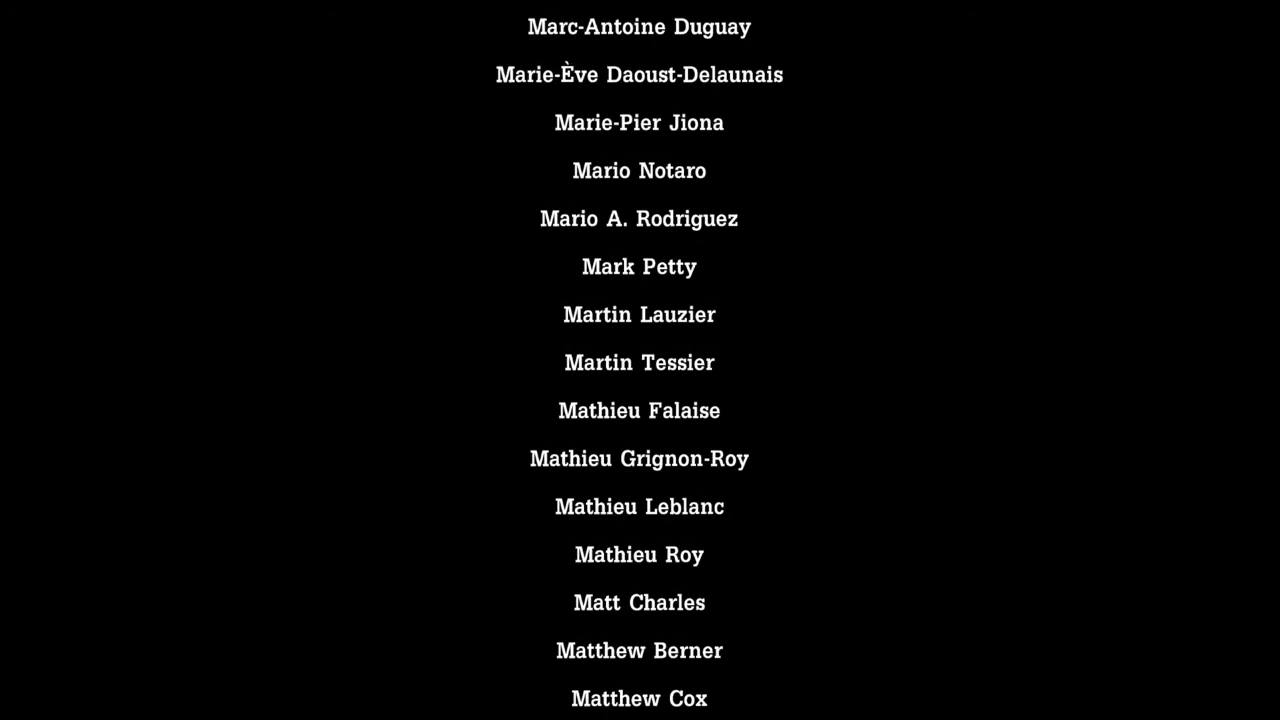 Marc-Antoine Duguay
Marie-Ève Daoust-Delaunais
Marie-Pier Jiona
Mario Notaro
Mario A. Rodriguez
Mark Petty
Martin Lauzier
Martin Tessier
Mathieu Falaise
Mathieu Grignon-Roy
Mathieu Leblanc
Mathieu Roy
Matt Charles
Matthew Berner
Matthew Cox